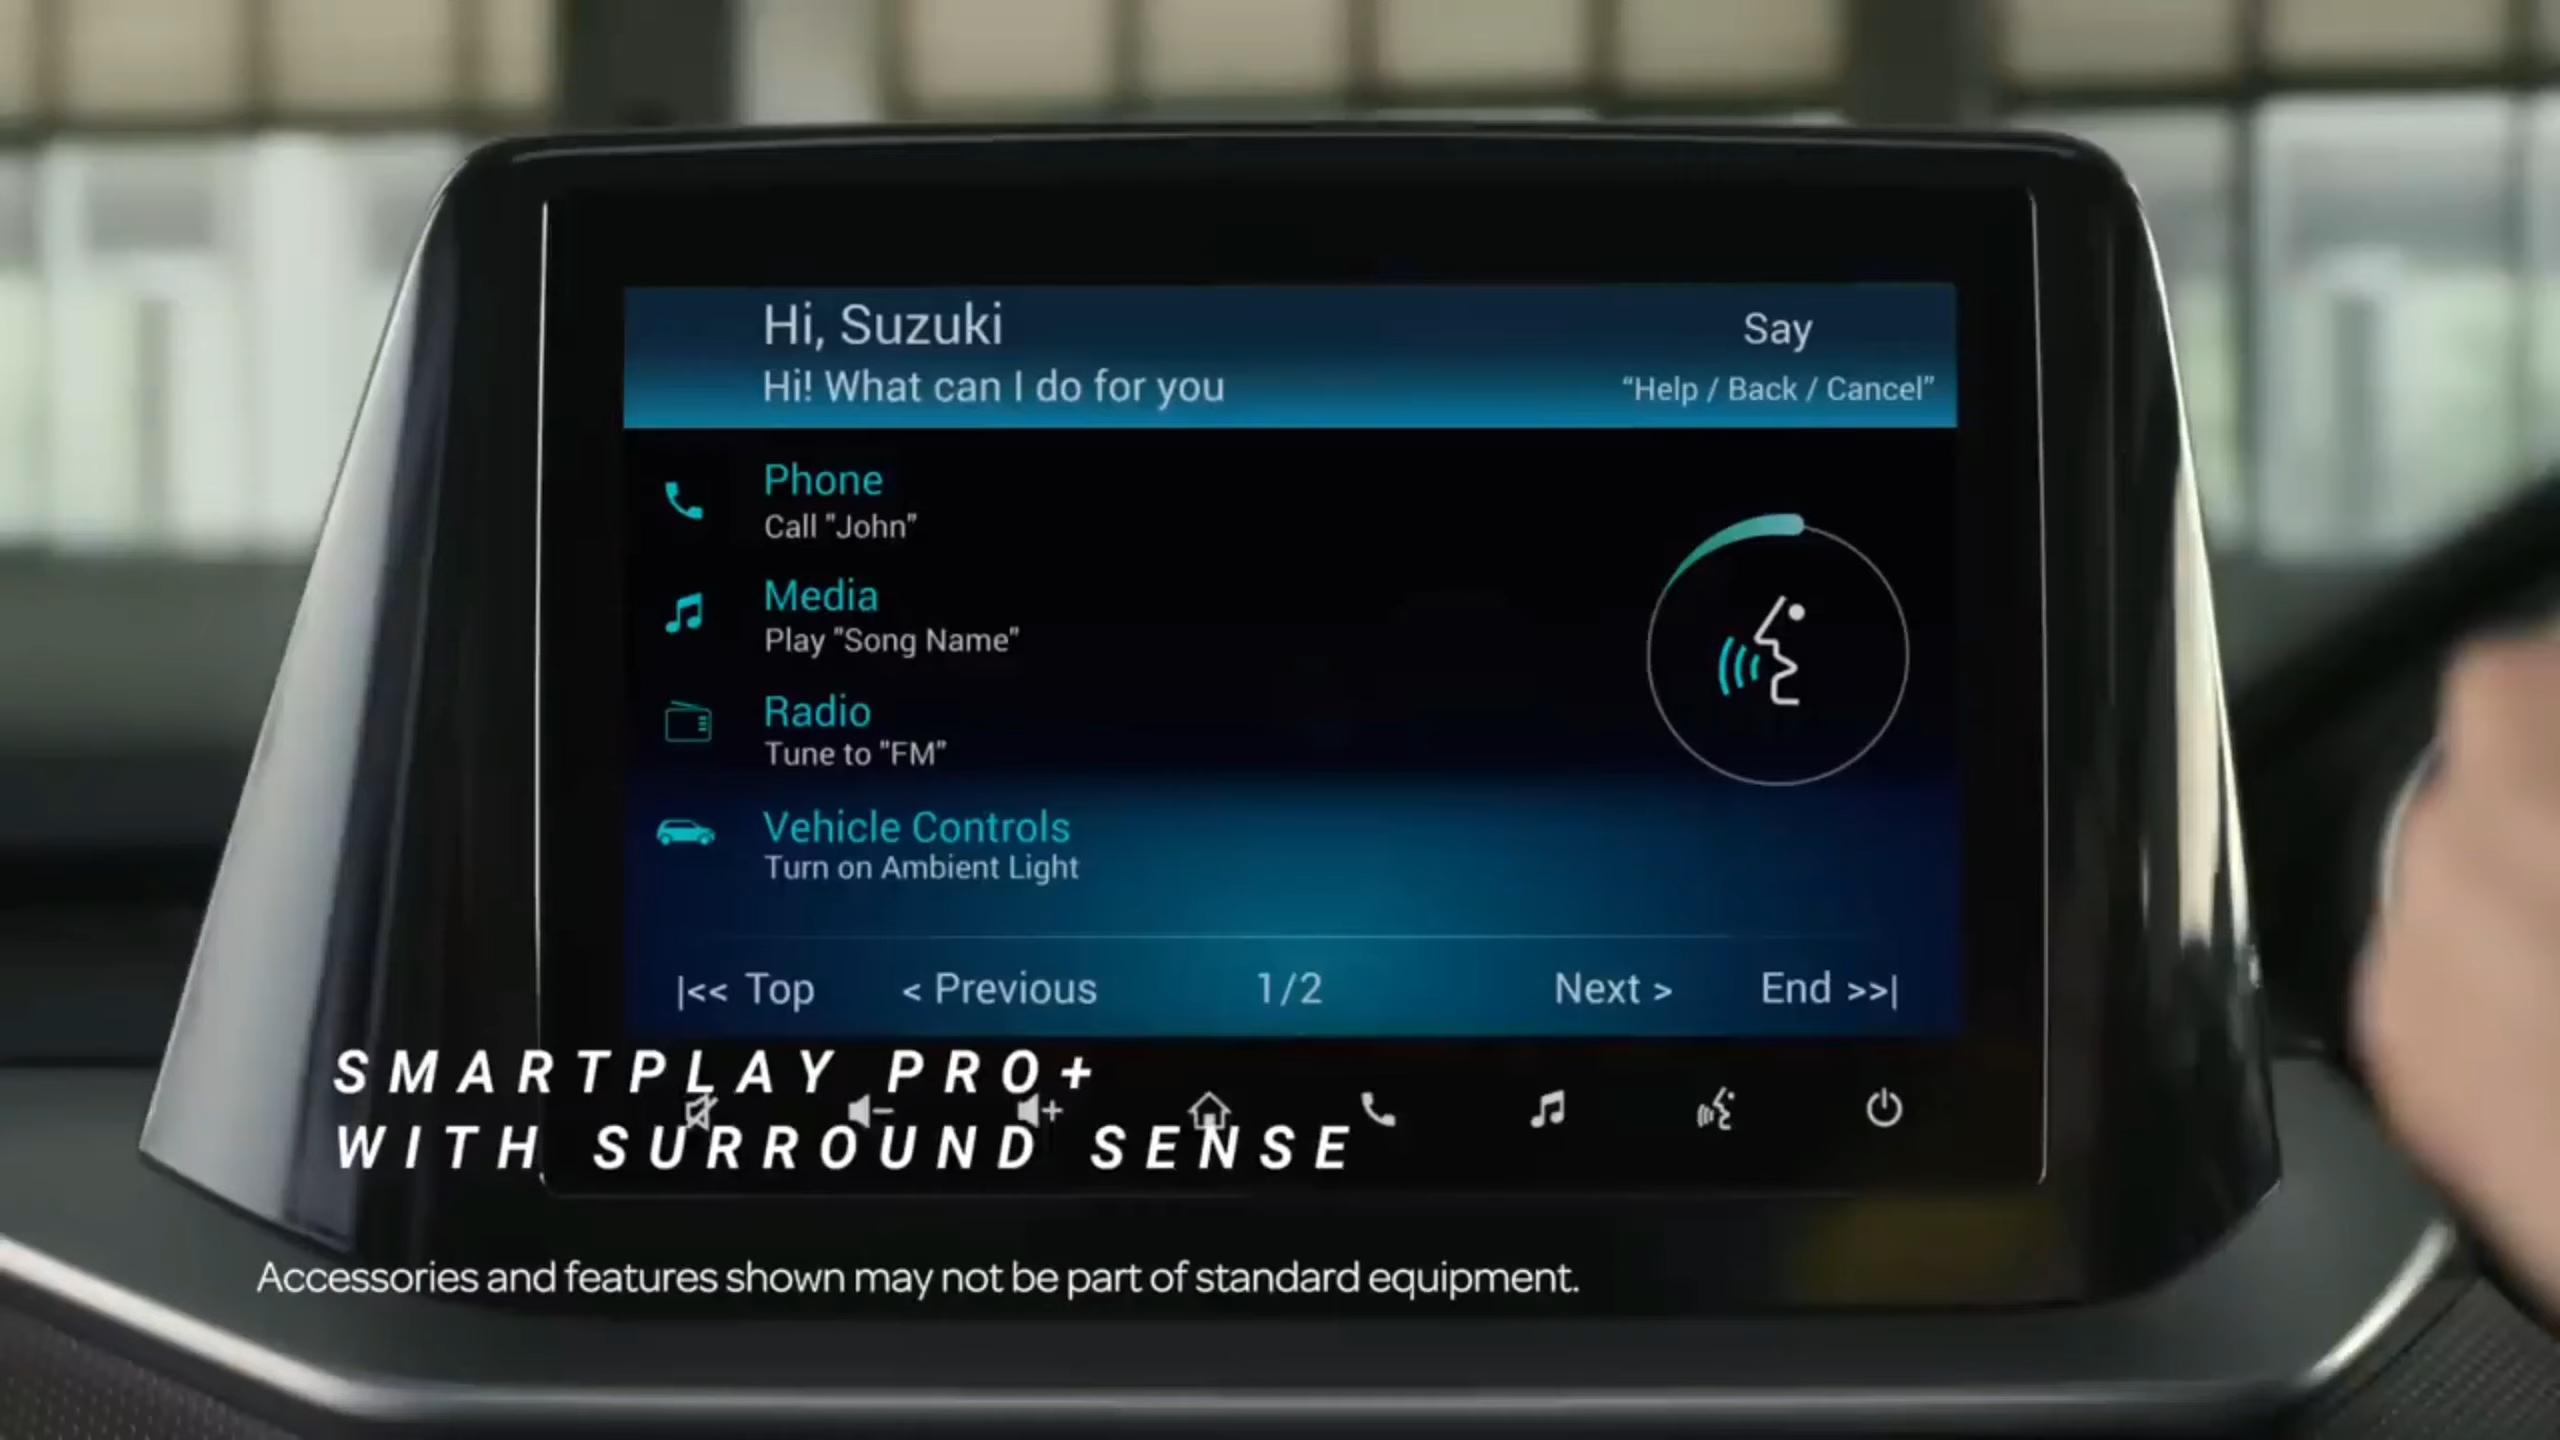 Hi, Suzuki
Say
Hi! What can I do for you
“Help / Back / Cancel”
Phone
Call "John"
Media
Play "Song Name"
Radio
Tune to "FM"
Vehicle Controls
Turn on Ambient Light
|<< Top < Previous 1/2 Next > End >>|
SMARTPLAY PRO+
WITH SURROUND SENSE
Accessories and features shown may not be part of standard equipment.